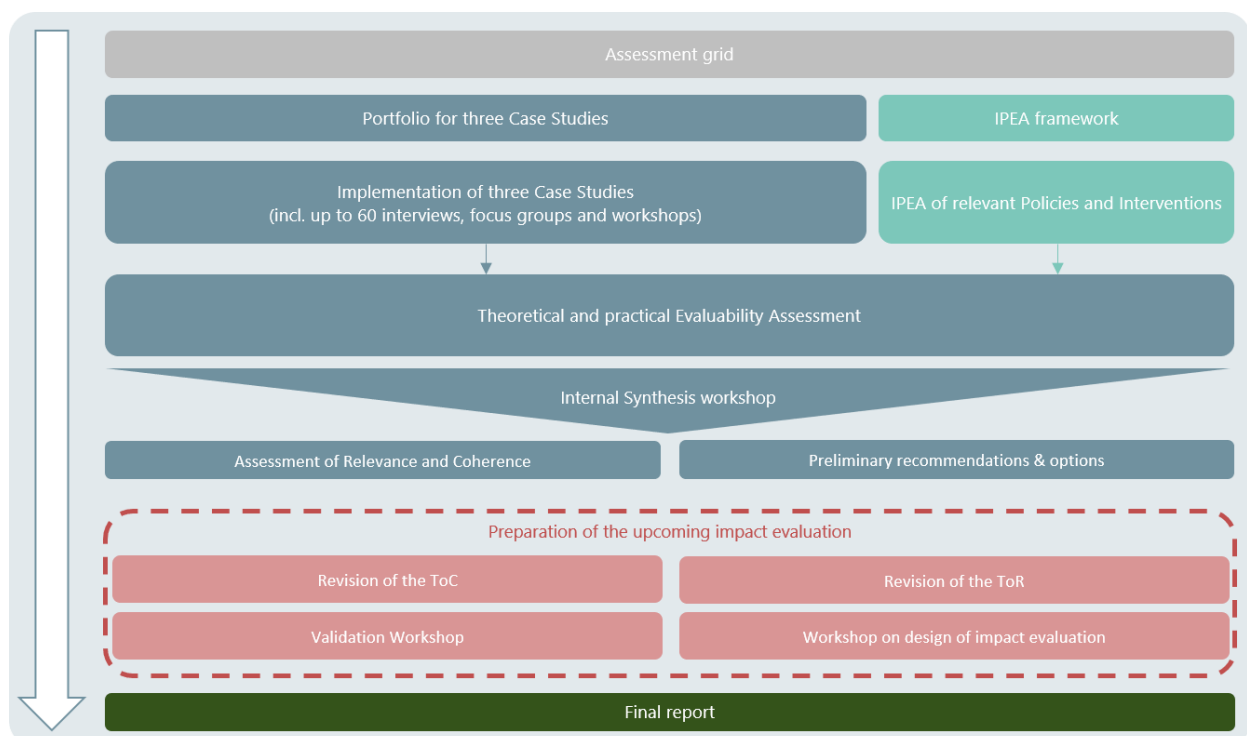 Assessment grid
Portfolio for three Case Studies
IPEA framework
Implementation of three Case Studies
(incl. up to 60 interviews, focus groups and workshops)
IPEA of relevant Policies and Interventions
Theoretical and practical Evaluability Assessment
Internal Synthesis workshop
Assessment of Relevance and Coherence
Preliminary recommendations & options
Preparation of the upcoming impact evaluation
Revision of the ToC
Revision of the ToR
Validation Workshop
Workshop on design of impact evaluation
Final report